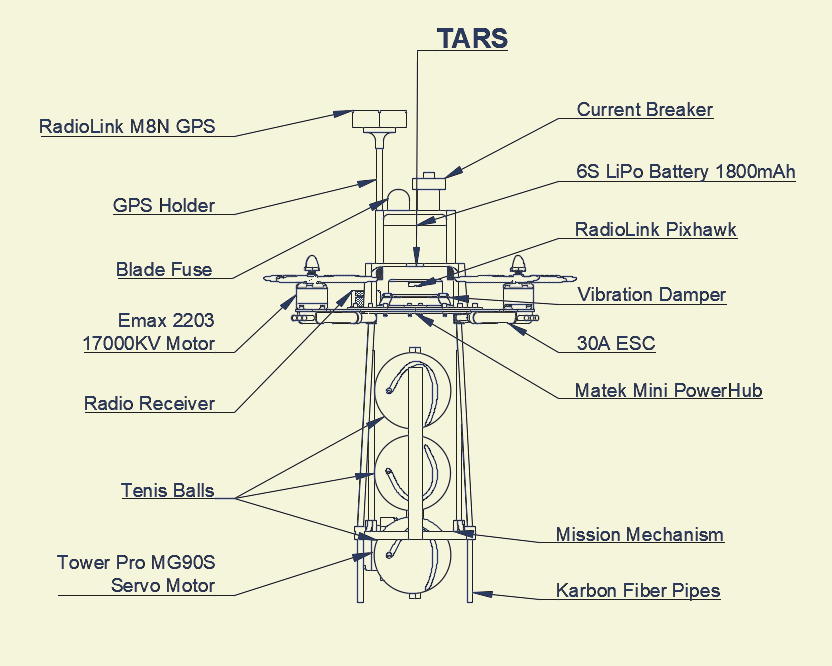 TARS
RadioLink M8N GPS
GPS Holder
Blade Fuse
Emax 2203
17000KV Motor
Radio Receiver
Tenis Balls
Tower Pro MG90S
Servo Motor
Current Breaker
6S LiPo Battery 1800mAh
RadioLink Pixhawk
Vibration Damper
30A ESC
Matek Mini PowerHub
Mission Mechanism
Karbon Fiber Pipes